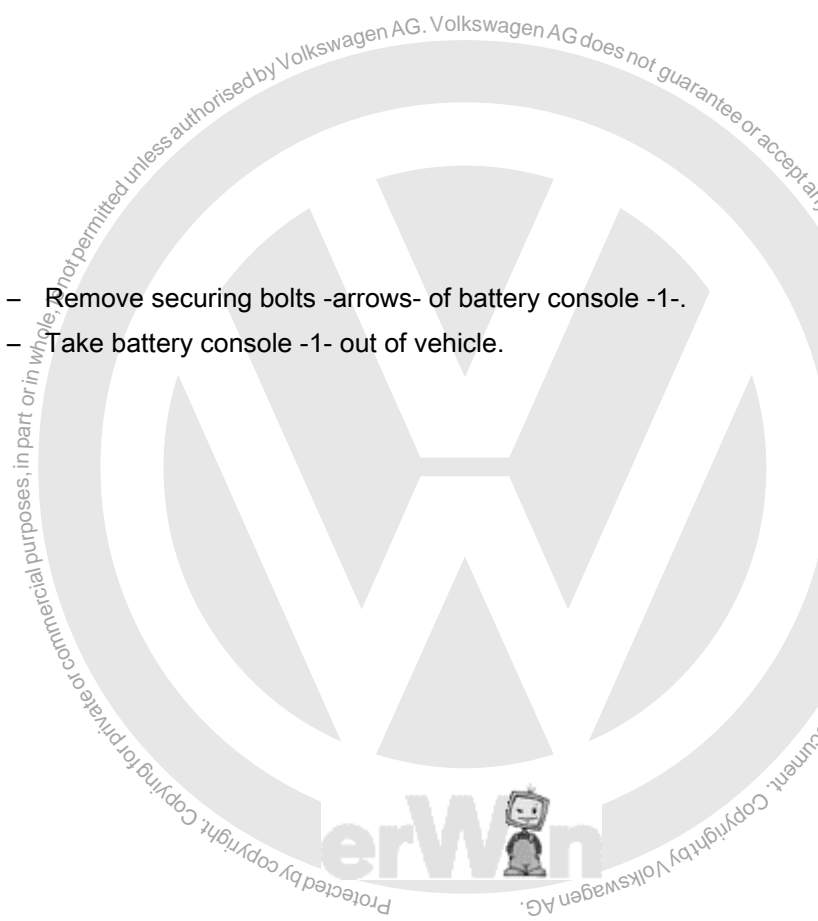 – Remove securing bolts -arrows- of battery console -1-.
– Take battery console -1- out of vehicle.
Protected by copyright. Copying for private or commercial purposes, in part or in whole, is not permitted unless authorised by Volkswagen AG. Volkswagen AG does not guarantee or accept any
cument. Copyright by Volkswagen AG.
erWin